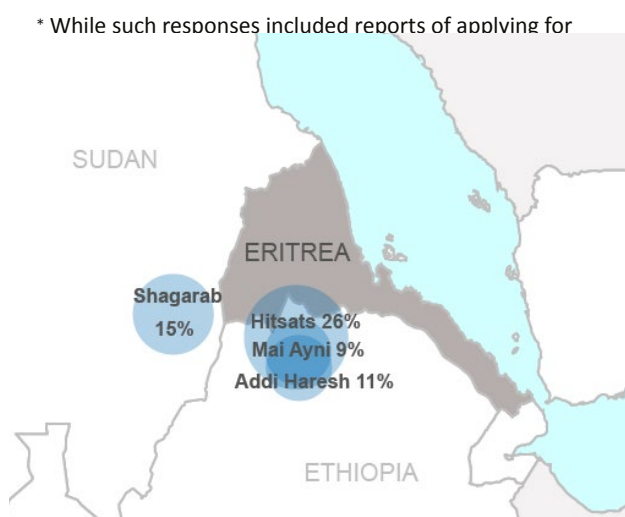 * While such responses included reports of applying for
SUDAN
ERITREA
Shagarab
15%
Hitsats 26%
Mai Ayni 9%
Addi Haresh 11%
ETHIOPIA